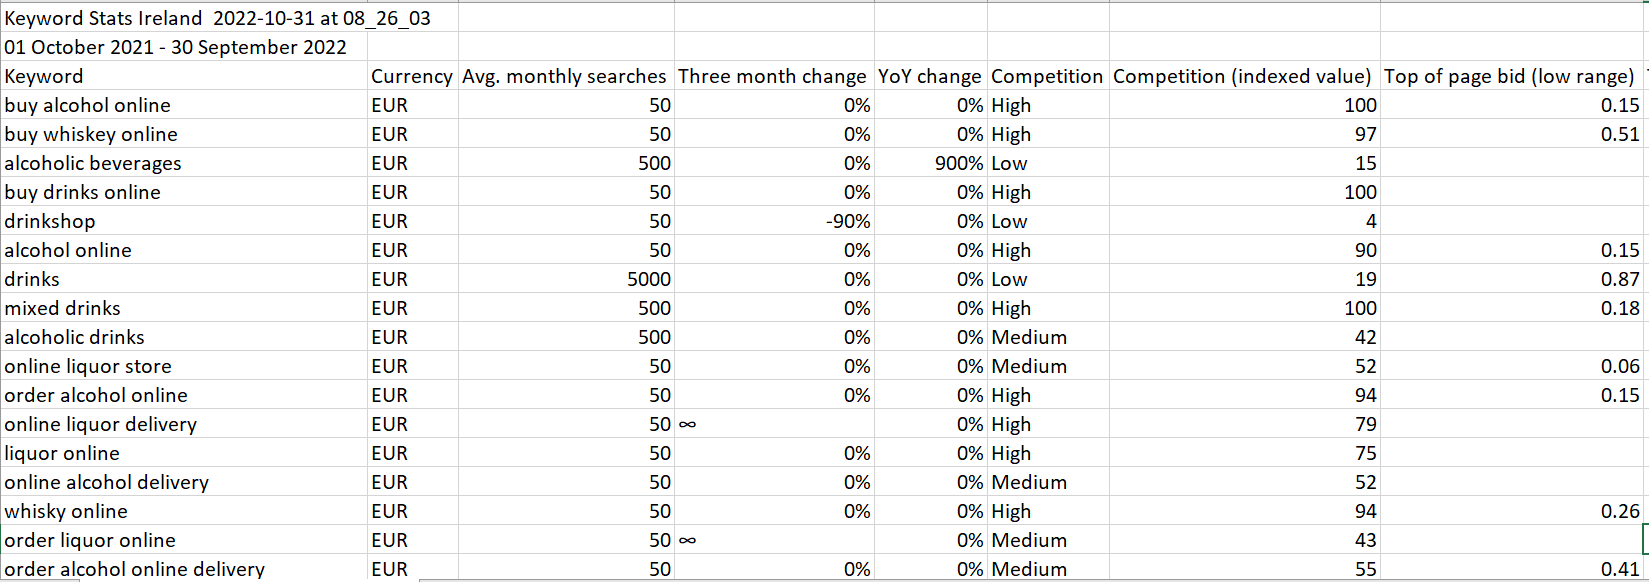 Keyword Stats Ireland  2022-10-31 at 08_26_03
01 October 2021 - 30 September 2022
Keyword Currency Avg. monthly searches Three month change YoY change Competition Competition (indexed value) Top of page bid (low range)
buy alcohol online EUR 50 0% 0% High 100 0.15
buy whiskey online EUR 50 0% 0% High 97 0.51
alcoholic beverages EUR 500 0% 900% Low 15
buy drinks online EUR 50 0% 0% High 100
drinkshop EUR 50 -90% 0% Low 4
alcohol online EUR 50 0% 0% High 90 0.15
drinks EUR 5000 0% 0% Low 19 0.87
mixed drinks EUR 500 0% 0% High 100 0.18
alcoholic drinks EUR 500 0% 0% Medium 42
online liquor store EUR 50 0% 0% Medium 52 0.06
order alcohol online EUR 50 0% 0% High 94 0.15
online liquor delivery EUR 50 ∞ 0% High 79
liquor online EUR 50 0% 0% High 75
online alcohol delivery EUR 50 0% 0% Medium 52
whisky online EUR 50 0% 0% High 94 0.26
order liquor online EUR 50 ∞ 0% Medium 43
order alcohol online delivery EUR 50 0% 0% Medium 55 0.41